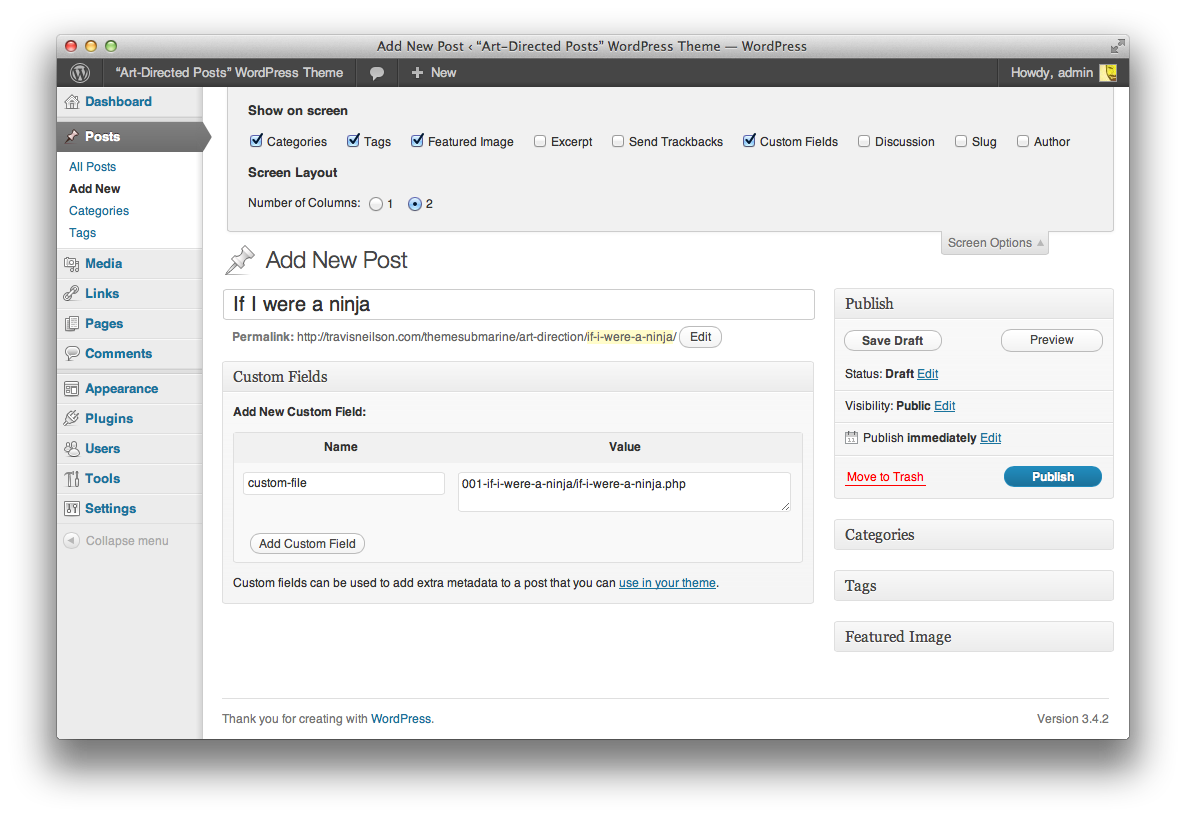 Add New Post ‹ “Art-Directed Posts” WordPress Theme — WordPress
“Art-Directed Posts” WordPress Theme + New Howdy, admin
Dashboard
Posts
All Posts
Add New
Categories
Tags
Media
Links
Pages
Comments
Appearance
Plugins
Users
Tools
Settings
Collapse menu
Show on screen
Categories Tags Featured Image Excerpt Send Trackbacks Custom Fields Discussion Slug Author
Screen Layout
Number of Columns: 1 2
Screen Options
Add New Post
If I were a ninja
Permalink: http://travisneilson.com/themesubmarine/art-direction/if-i-were-a-ninja/ Edit
Custom Fields
Add New Custom Field:
Name Value
custom-file 001-if-i-were-a-ninja/if-i-were-a-ninja.php
Add Custom Field
Custom fields can be used to add extra metadata to a post that you can use in your theme.
Publish
Save Draft Preview
Status: Draft Edit
Visibility: Public Edit
Publish immediately Edit
Move to Trash Publish
Categories
Tags
Featured Image
Thank you for creating with WordPress. Version 3.4.2